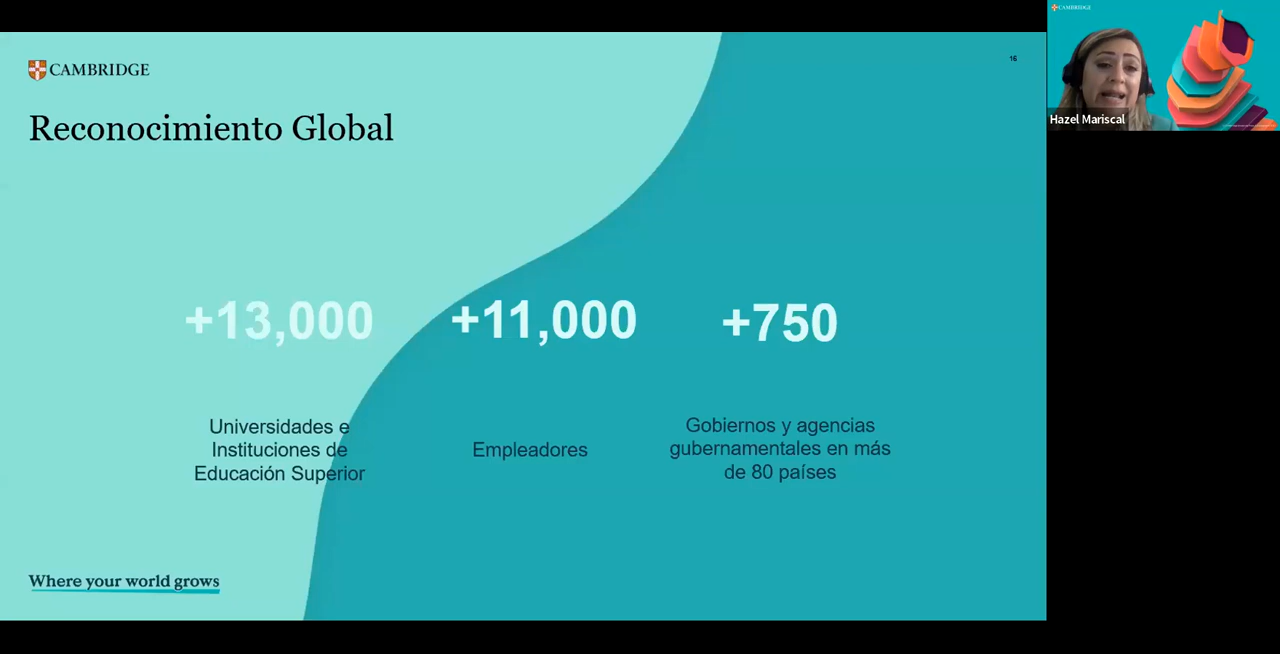 CAMBRIDGE
16
Reconocimiento Global
+13,000
+11,000
+750
Universidades e
Instituciones de
Educación Superior
Empleadores
Gobiernos y agencias
gubernamentales en más
de 80 países
Where your world grows
CAMBRIDGE
Hazel Mariscal